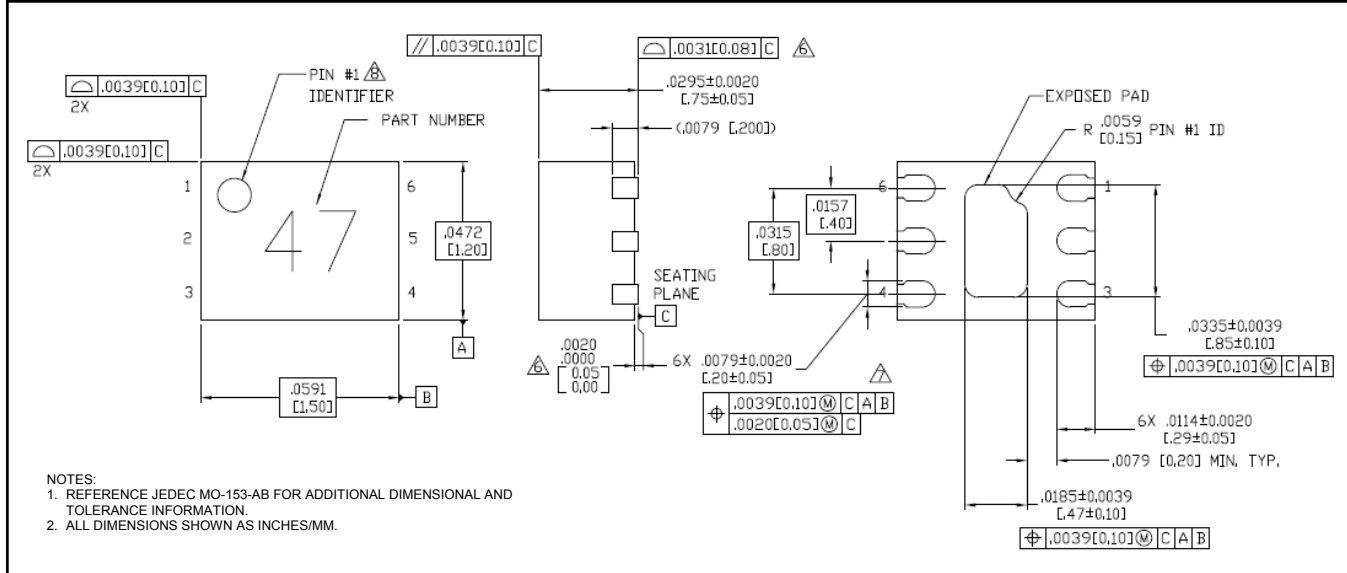 // .0039[0.10] C
⌓ .0031[0.08] C 6
.0295±0.0020
[.75±0.05]
(.0079 [.200])
⌓ .0039[0.10] C
2X
⌓ .0039[0.10] C
2X
PIN #1 8
IDENTIFIER
PART NUMBER
1
2
3
6
5
4
47
.0472
[1.20]
A
.0591
[1.50]
B
SEATING
PLANE
C
6
.0020
.0000
[0.05
0.00]
6X .0079±0.0020
[.20±0.05]
7
⌖ .0039[0.10] Ⓜ C A B
.0020[0.05] Ⓜ C
EXPOSED PAD
R .0059
[0.15] PIN #1 ID
6
4
1
3
.0157
[.40]
.0315
[.80]
.0335±0.0039
[.85±0.10]
⌖ .0039[0.10] Ⓜ C A B
6X .0114±0.0020
[.29±0.05]
.0079 [0.20] MIN. TYP.
.0185±0.0039
[.47±0.10]
⌖ .0039[0.10] Ⓜ C A B
NOTES:
1. REFERENCE JEDEC MO-153-AB FOR ADDITIONAL DIMENSIONAL AND
TOLERANCE INFORMATION.
2. ALL DIMENSIONS SHOWN AS INCHES/MM.